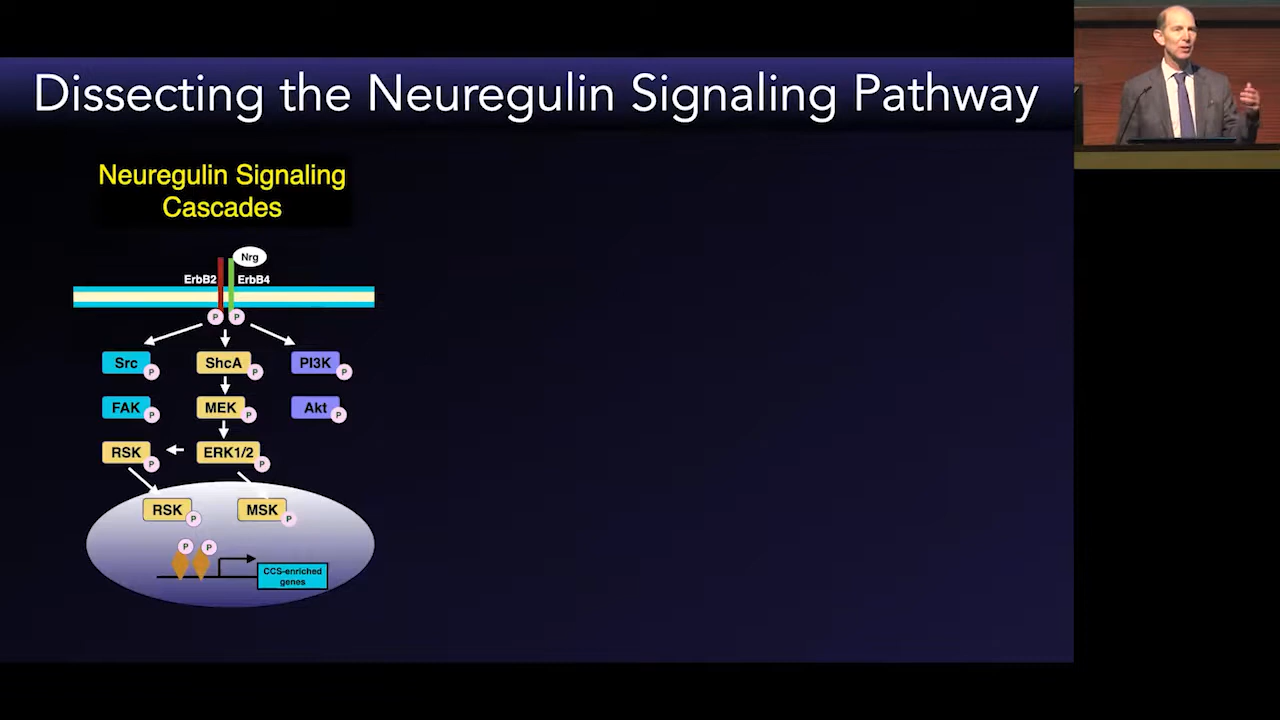 Dissecting the Neuregulin Signaling Pathway
Neuregulin Signaling
Cascades
Nrg
ErbB2 ErbB4
P P
Src ShcA PI3K
P P P
FAK MEK Akt
P P P
RSK ERK1/2
P P
RSK MSK
P P
P P
CCS-enriched
genes